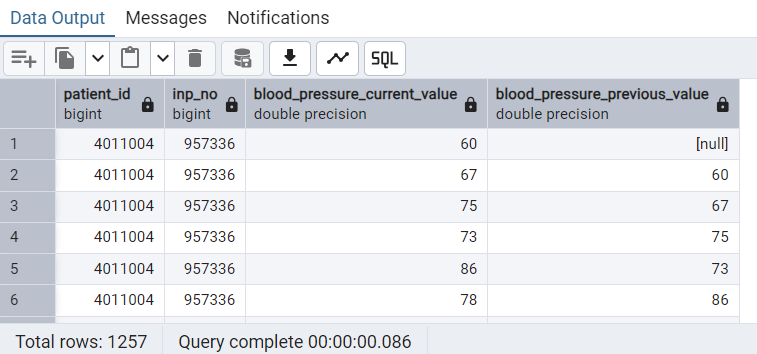 Data Output Messages Notifications
SQL
patient_id inp_no blood_pressure_current_value blood_pressure_previous_value
bigint bigint double precision double precision
1 4011004 957336 60 [null]
2 4011004 957336 67 60
3 4011004 957336 75 67
4 4011004 957336 73 75
5 4011004 957336 86 73
6 4011004 957336 78 86
Total rows: 1257 Query complete 00:00:00.086